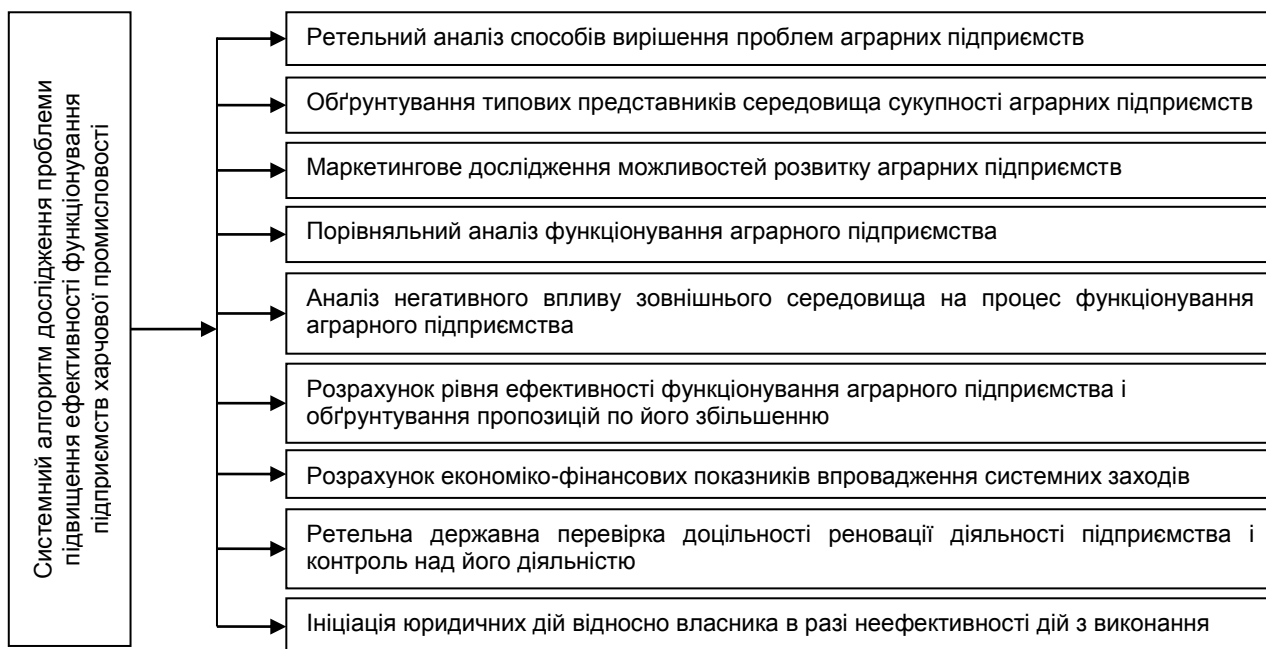 Системний алгоритм дослідження проблеми
підвищення ефективності функціонування
підприємств харчової промисловості
Ретельний аналіз способів вирішення проблем аграрних підприємств
Обґрунтування типових представників середовища сукупності аграрних підприємств
Маркетингове дослідження можливостей розвитку аграрних підприємств
Порівняльний аналіз функціонування аграрного підприємства
Аналіз негативного впливу зовнішнього середовища на процес функціонування
аграрного підприємства
Розрахунок рівня ефективності функціонування аграрного підприємства і
обґрунтування пропозицій по його збільшенню
Розрахунок економіко-фінансових показників впровадження системних заходів
Ретельна державна перевірка доцільності реновації діяльності підприємства і
контроль над його діяльністю
Ініціація юридичних дій відносно власника в разі неефективності дій з виконання